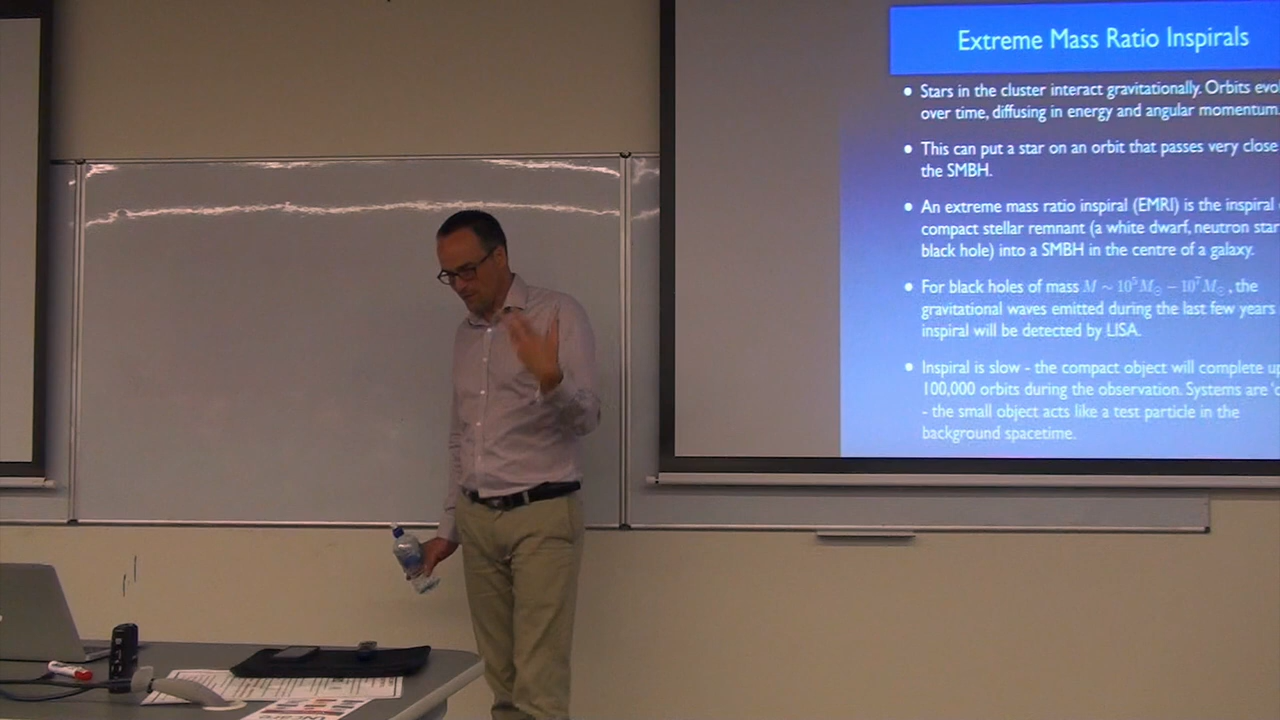 Extreme Mass Ratio Inspirals
• Stars in the cluster interact gravitationally. Orbits evol
over time, diffusing in energy and angular momentum.
• This can put a star on an orbit that passes very close
the SMBH.
• An extreme mass ratio inspiral (EMRI) is the inspiral
compact stellar remnant (a white dwarf, neutron star
black hole) into a SMBH in the centre of a galaxy.
• For black holes of mass M ~ 10⁵M☉ − 10⁷M☉, the
gravitational waves emitted during the last few years
inspiral will be detected by LISA.
• Inspiral is slow - the compact object will complete up
100,000 orbits during the observation. Systems are '
- the small object acts like a test particle in the
background spacetime.